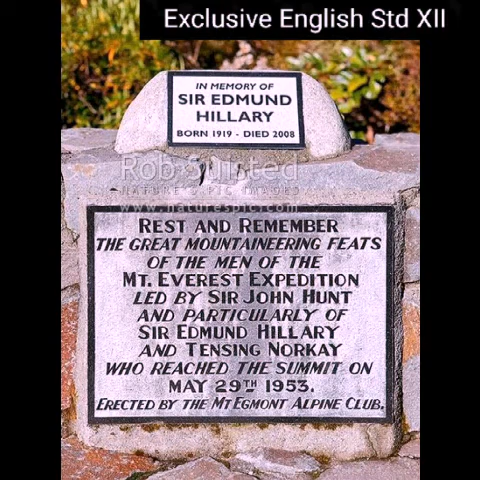 Exclusive English Std XII
IN MEMORY OF
SIR EDMUND
HILLARY
BORN 1919 - DIED 2008
Rob Suisted
NATURE'S PIC IMAGES
www.naturespic.com
REST AND REMEMBER
THE GREAT MOUNTAINEERING FEATS
OF THE MEN OF THE
MT. EVEREST EXPEDITION
LED BY SIR JOHN HUNT
AND PARTICULARLY OF
SIR EDMUND HILLARY
AND TENSING NORKAY
WHO REACHED THE SUMMIT ON
MAY 29TH 1953.
ERECTED BY THE MT EGMONT ALPINE CLUB.